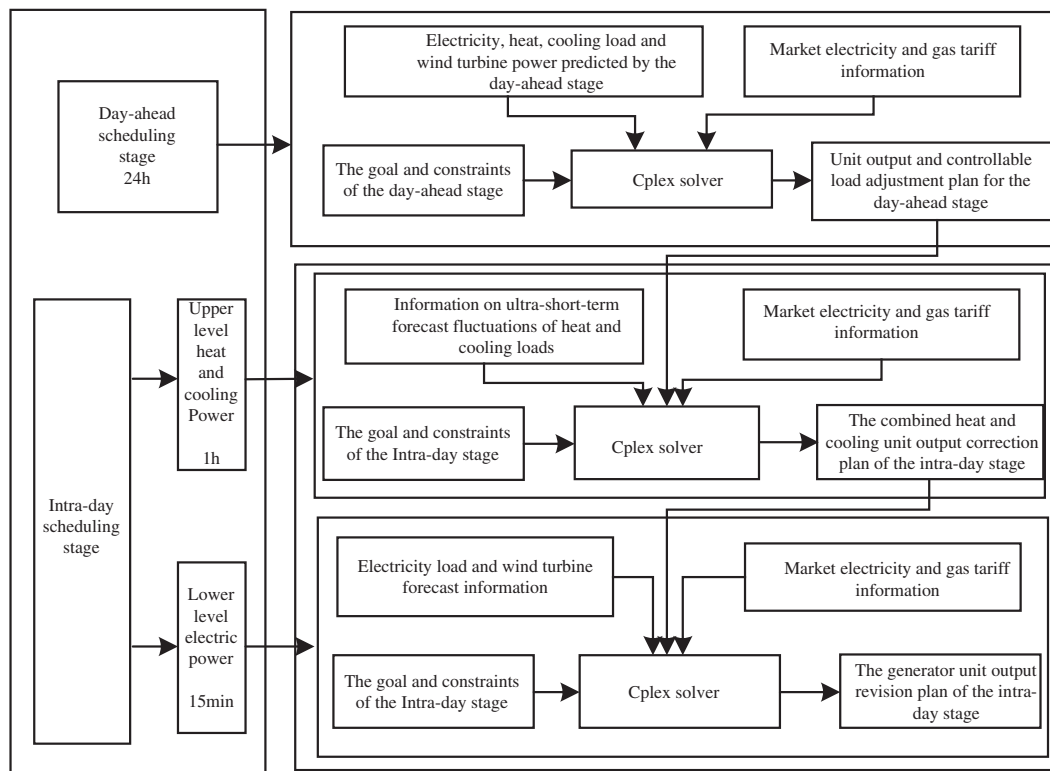 Day-ahead
scheduling
stage
24h
Electricity, heat, cooling load and
wind turbine power predicted by the
day-ahead stage
Market electricity and gas tariff
information
The goal and constraints
of the day-ahead stage
Cplex solver
Unit output and controllable
load adjustment plan for the
day-ahead stage
Intra-day
scheduling
stage
Upper
level
heat
and
cooling
Power
1h
Information on ultra-short-term
forecast fluctuations of heat and
cooling loads
Market electricity and gas tariff
information
The goal and constraints
of the Intra-day stage
Cplex solver
The combined heat and
cooling unit output correction
plan of the intra-day stage
Lower
level
electric
power
15min
Electricity load and wind turbine
forecast information
Market electricity and gas tariff
information
The goal and constraints
of the Intra-day Stage
Cplex solver
The generator unit output
revision plan of the intra-
day stage